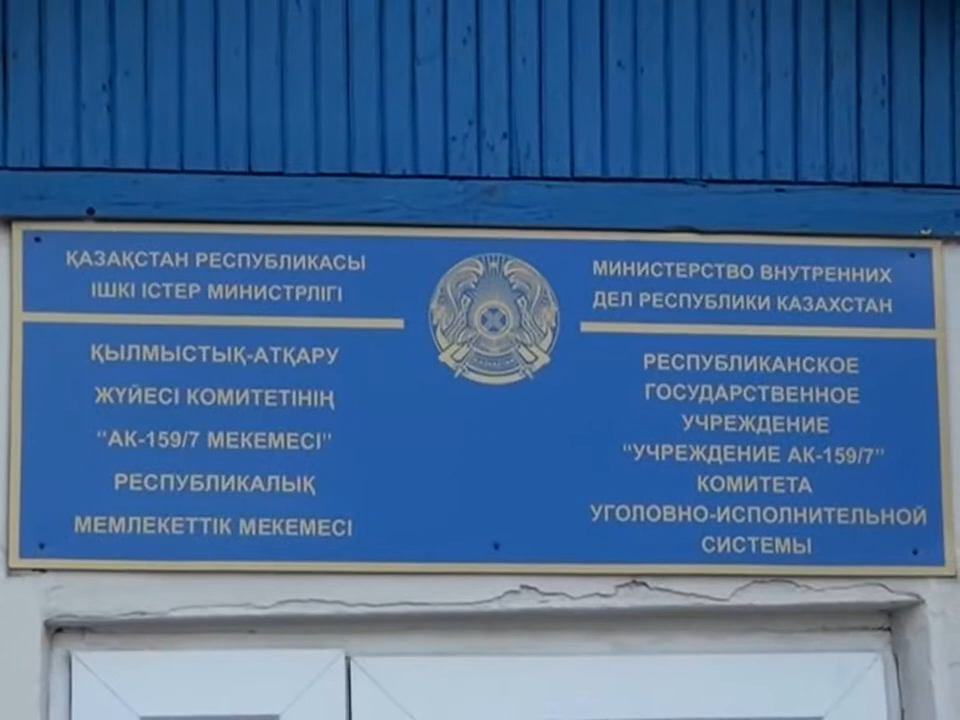 ҚАЗАҚСТАН РЕСПУБЛИКАСЫ
ІШКІ ІСТЕР МИНИСТРЛІГІ
ҚЫЛМЫСТЫҚ-АТҚАРУ
ЖҮЙЕСІ КОМИТЕТІНІҢ
“АК-159/7 МЕКЕМЕСІ”
РЕСПУБЛИКАЛЫҚ
МЕМЛЕКЕТТІК МЕКЕМЕСІ
МИНИСТЕРСТВО ВНУТРЕННИХ
ДЕЛ РЕСПУБЛИКИ КАЗАХСТАН
РЕСПУБЛИКАНСКОЕ
ГОСУДАРСТВЕННОЕ
УЧРЕЖДЕНИЕ
“УЧРЕЖДЕНИЕ АК-159/7”
КОМИТЕТА
УГОЛОВНО-ИСПОЛНИТЕЛЬНОЙ
СИСТЕМЫ